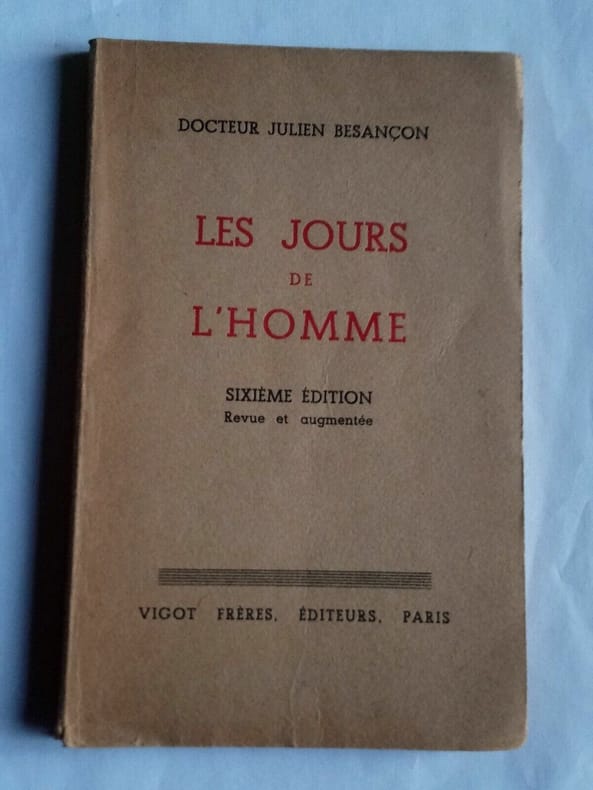 DOCTEUR JULIEN BESANÇON
LES JOURS
DE
L'HOMME
SIXIÈME ÉDITION
Revue et augmentée
VIGOT FRÈRES, ÉDITEURS, PARIS